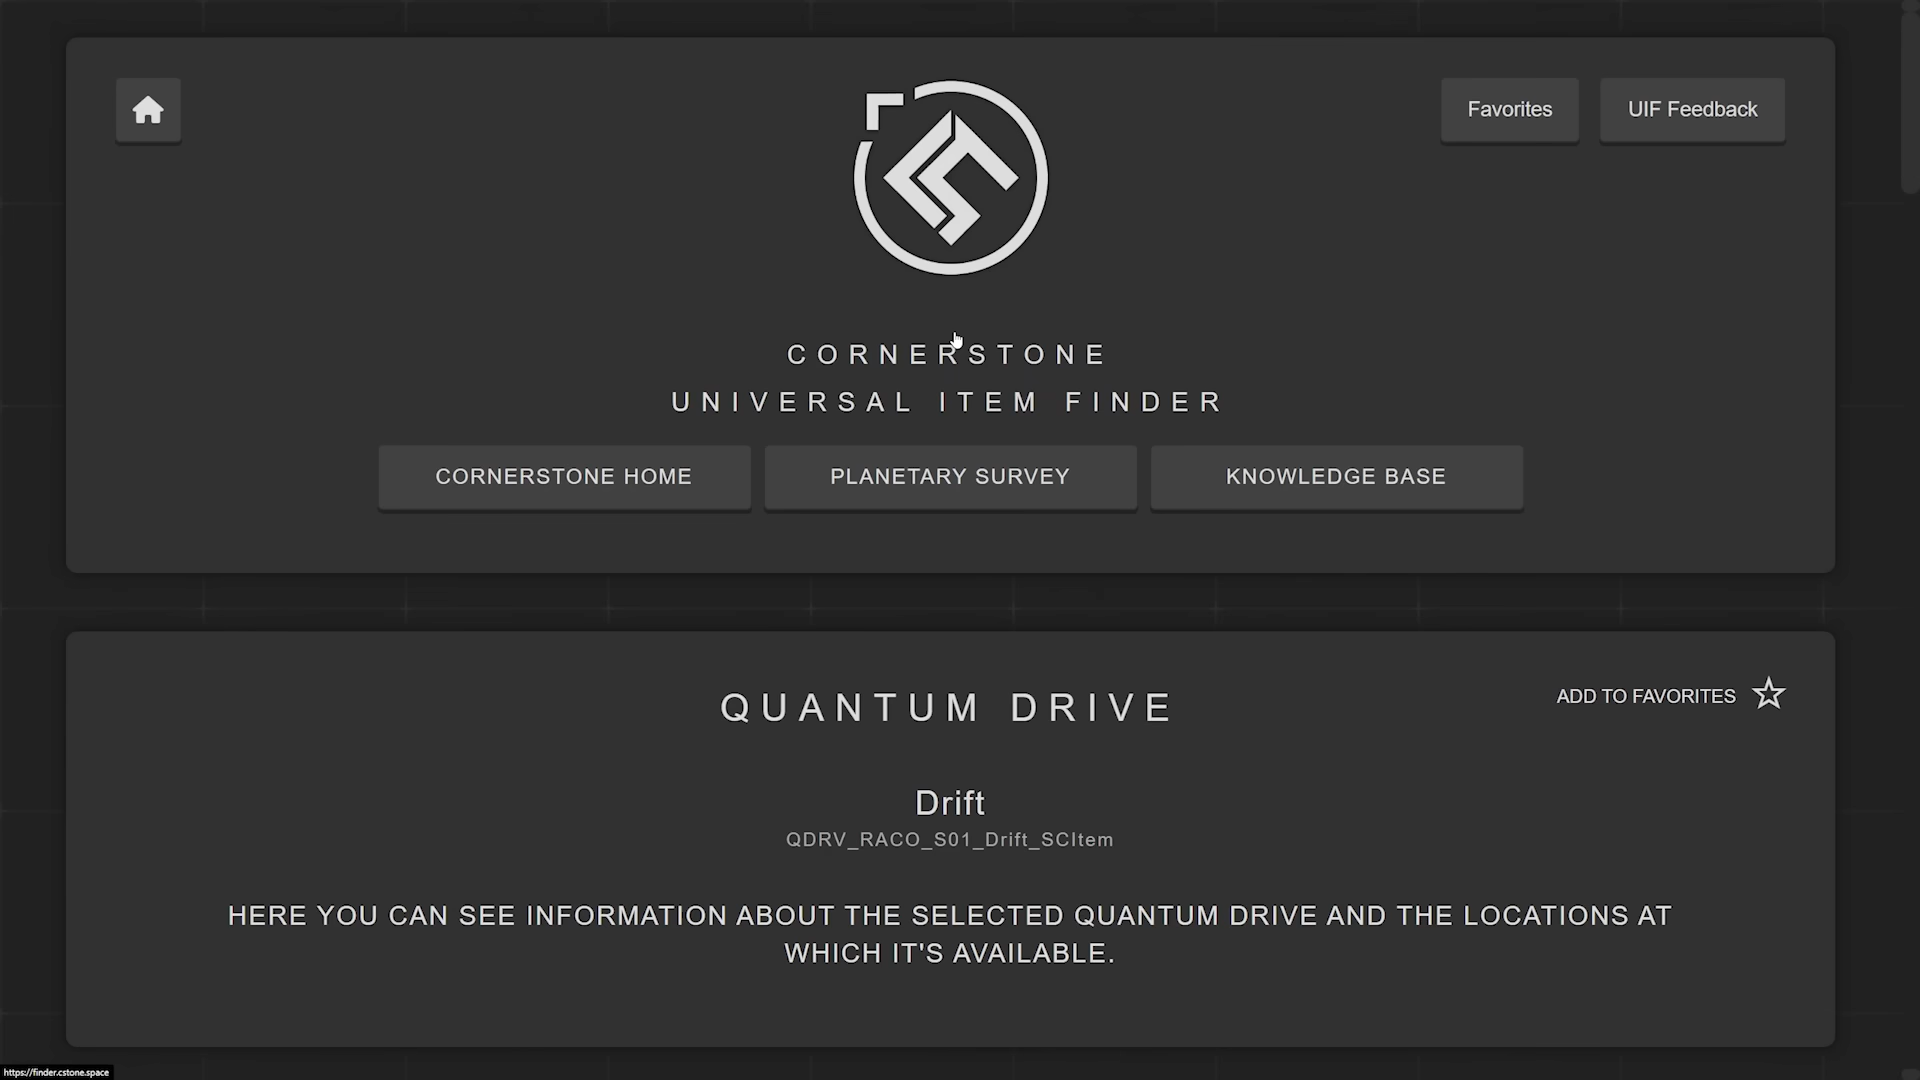 Favorites
UIF Feedback
CORNERSTONE
UNIVERSAL ITEM FINDER
CORNERSTONE HOME
PLANETARY SURVEY
KNOWLEDGE BASE
QUANTUM DRIVE
ADD TO FAVORITES
Drift
QDRV_RACO_S01_Drift_SCItem
HERE YOU CAN SEE INFORMATION ABOUT THE SELECTED QUANTUM DRIVE AND THE LOCATIONS AT
WHICH IT'S AVAILABLE.
https://finder.cstone.space